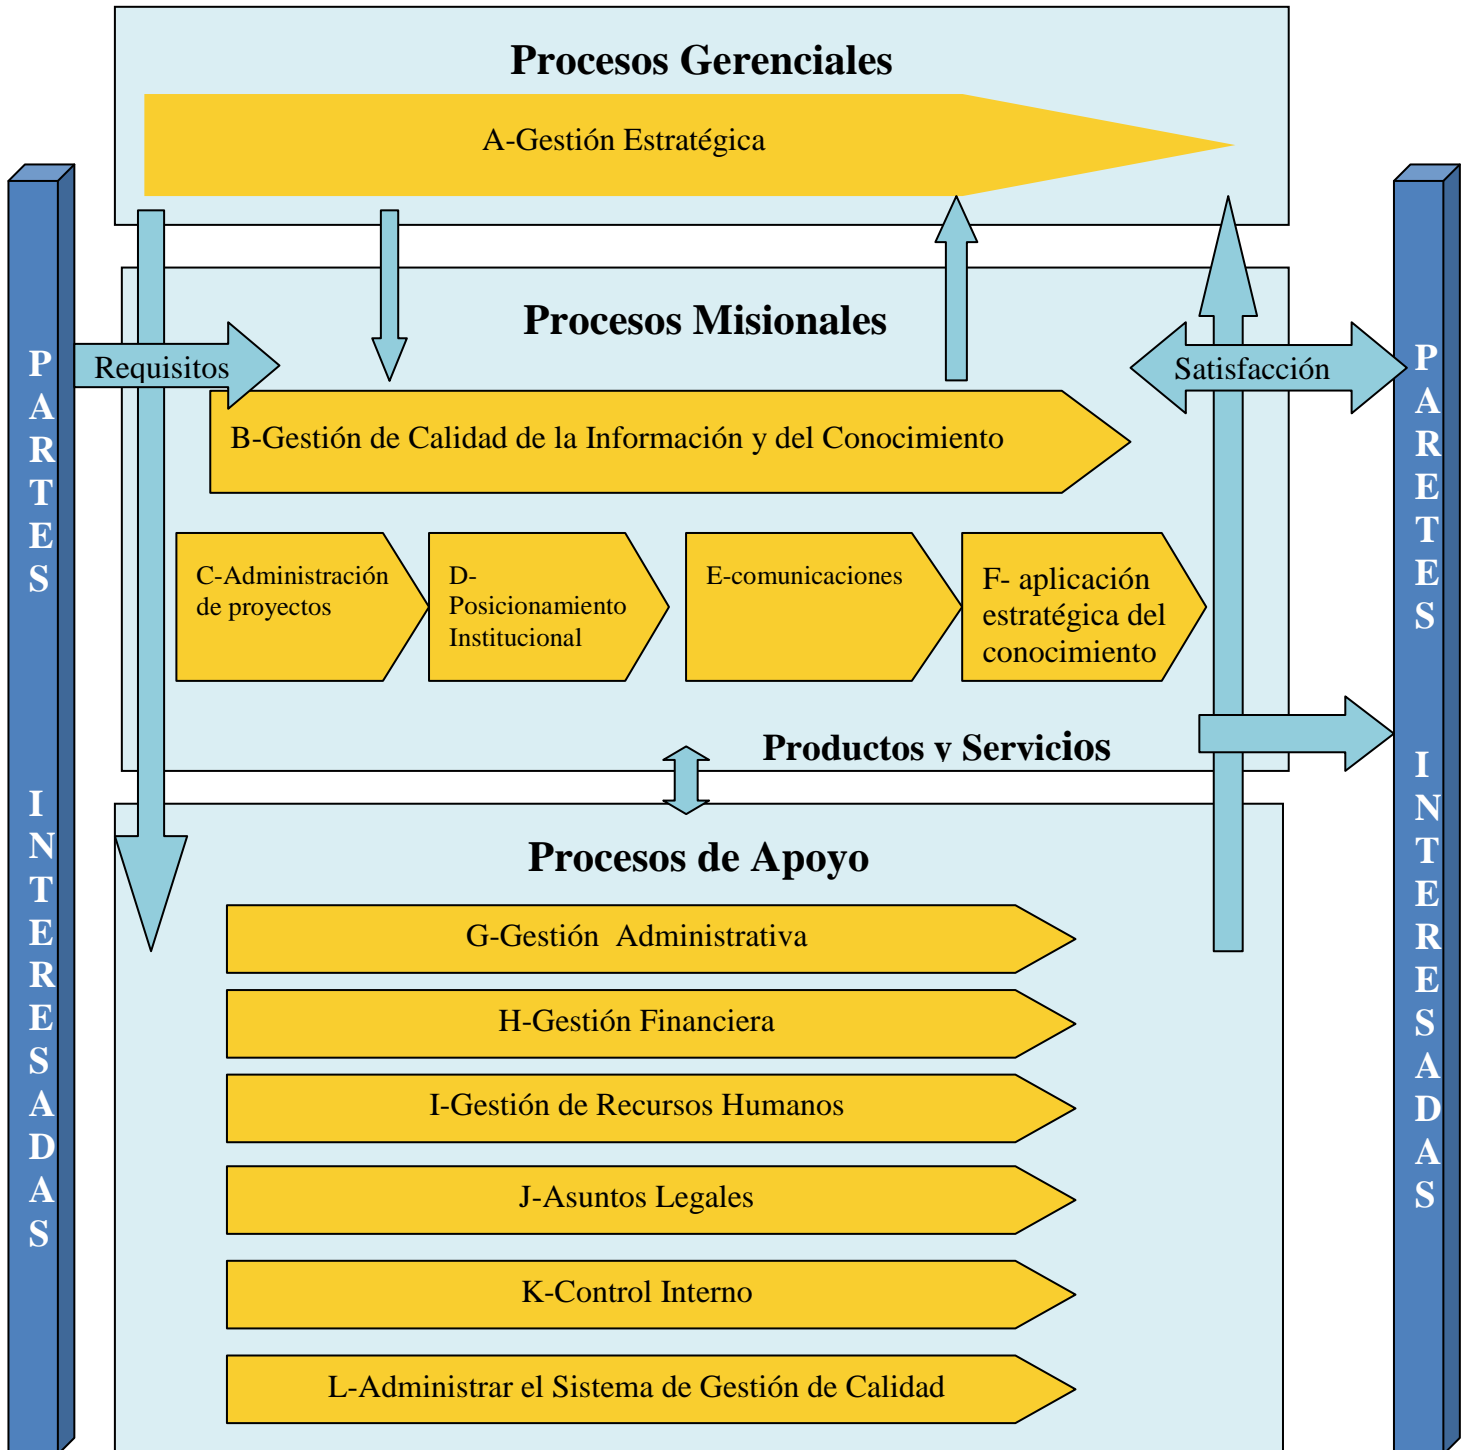 Procesos Gerenciales
A-Gestión Estratégica
PARTES INTERESADAS
Procesos Misionales
Requisitos
Satisfacción
B-Gestión de Calidad de la Información y del Conocimiento
C-Administración
de proyectos
D-
Posicionamiento
Institucional
E-comunicaciones
F- aplicación
estratégica del
conocimiento
Productos y Servicios
PARETES INTERESADAS
Procesos de Apoyo
G-Gestión Administrativa
H-Gestión Financiera
I-Gestión de Recursos Humanos
J-Asuntos Legales
K-Control Interno
L-Administrar el Sistema de Gestión de Calidad